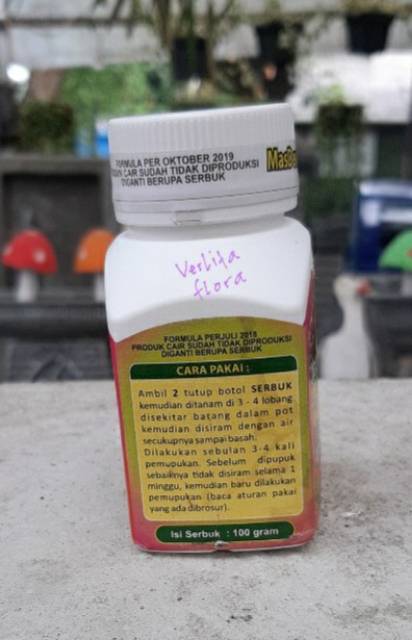 FORMULA PER OKTOBER 2019
CAIR SUDAH TIDAK DIPRODUKSI
DIGANTI BERUPA SERBUK
Verlita
flora
FORMULA PERJULI 2018
PRODUK CAIR SUDAH TIDAK DIPRODUKSI
DIGANTI BERUPA SERBUK
CARA PAKAI :
Ambil 2 tutup botol SERBUK
kemudian ditanam di 3 - 4 lobang
disekitar batang dalam pot
kemudian disiram dengan air
secukupnya sampai basah.
Dilakukan sebulan 3-4 kali
pemupukan. Sebelum dipupuk
sebaiknya tidak disiram selama 1
minggu, kemudian baru dilakukan
pemupukan (baca aturan pakai
yang ada dibrosur).
Isi Serbuk : 100 gram